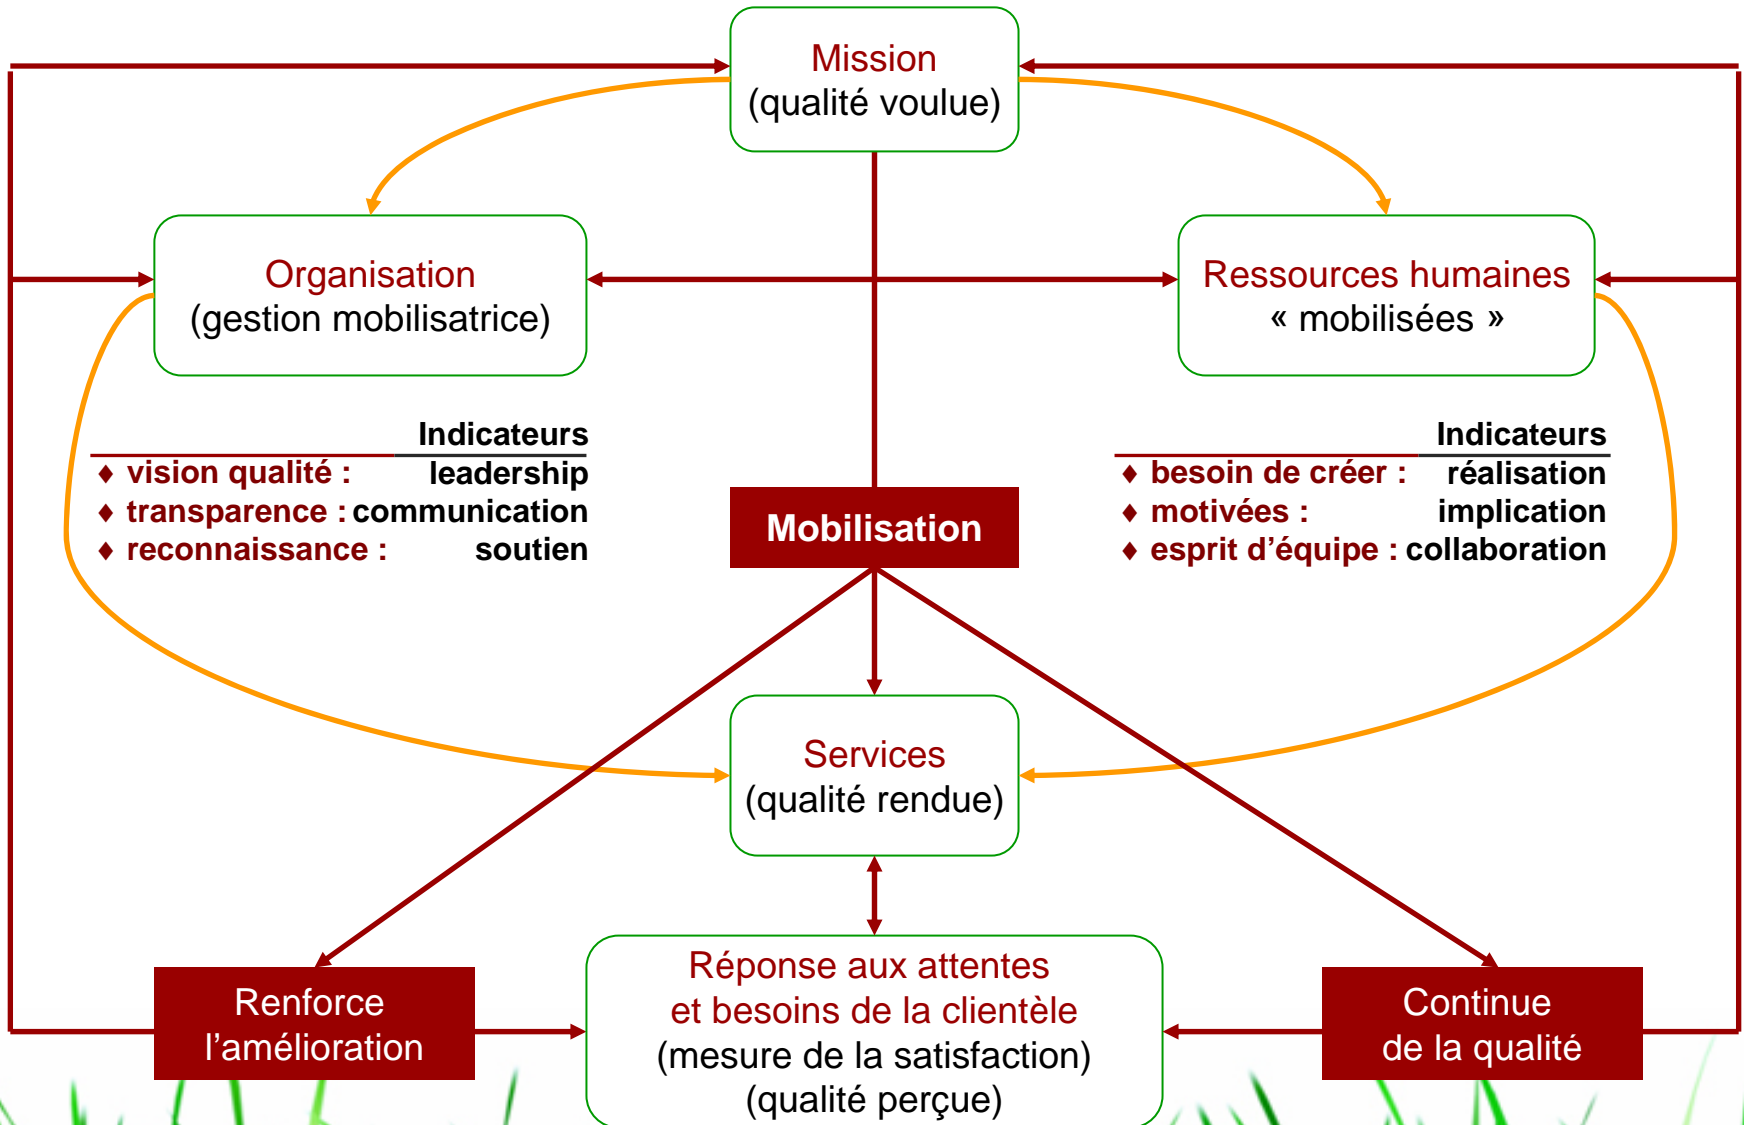 Mission
(qualité voulue)
Organisation
(gestion mobilisatrice)
Ressources humaines
« mobilisées »
Indicateurs
♦ vision qualité : leadership
♦ transparence : communication
♦ reconnaissance : soutien
Indicateurs
♦ besoin de créer : réalisation
♦ motivées : implication
♦ esprit d’équipe : collaboration
Mobilisation
Services
(qualité rendue)
Renforce
l’amélioration
Réponse aux attentes
et besoins de la clientèle
(mesure de la satisfaction)
(qualité perçue)
Continue
de la qualité